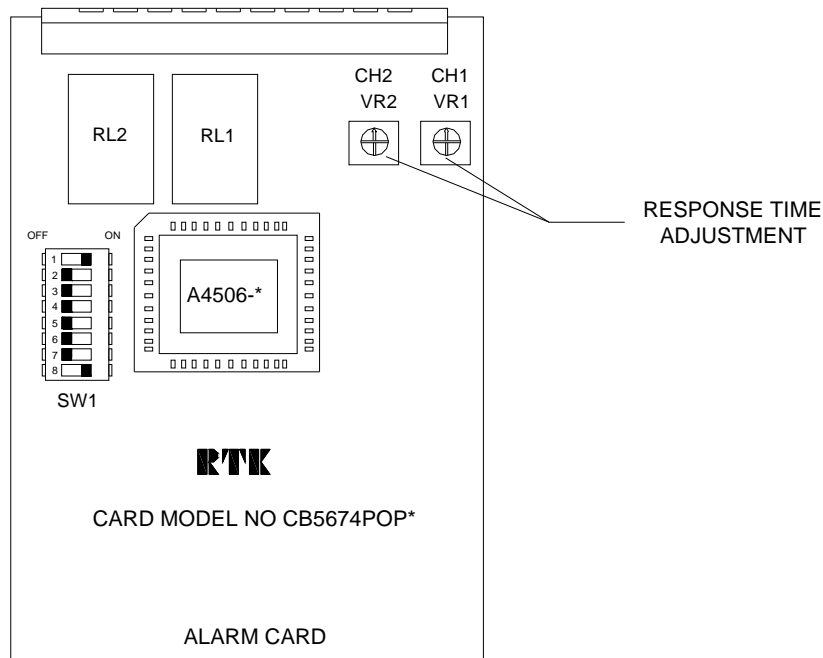 CH2 CH1
VR2 VR1
RL2 RL1
RESPONSE TIME
ADJUSTMENT
OFF ON
1
2
3
4
5
6
7
8
A4506-*
SW1
RTK
CARD MODEL NO CB5674POP*
ALARM CARD